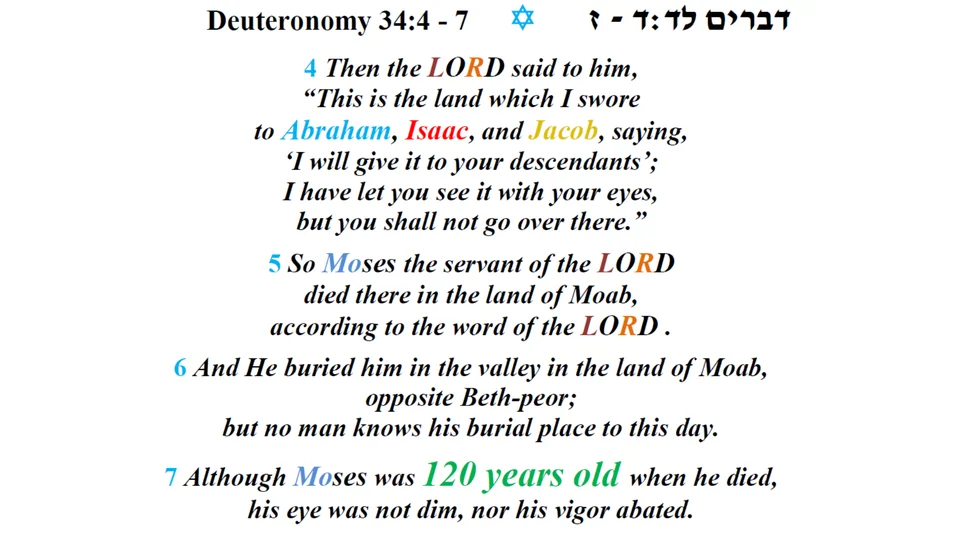 Deuteronomy 34:4 - 7 ✡ דברים לד:ד - ז
4 Then the LORD said to him,
“This is the land which I swore
to Abraham, Isaac, and Jacob, saying,
‘I will give it to your descendants’;
I have let you see it with your eyes,
but you shall not go over there.”
5 So Moses the servant of the LORD
died there in the land of Moab,
according to the word of the LORD .
6 And He buried him in the valley in the land of Moab,
opposite Beth-peor;
but no man knows his burial place to this day.
7 Although Moses was 120 years old when he died,
his eye was not dim, nor his vigor abated.